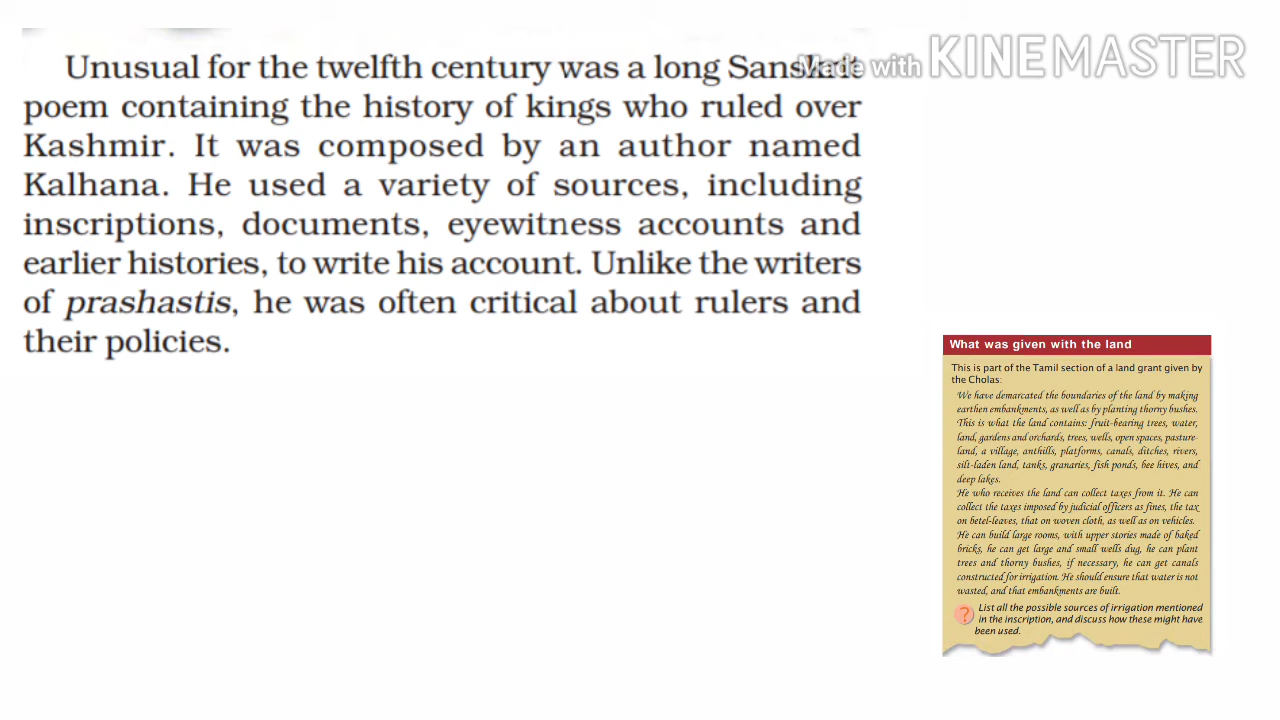 Unusual for the twelfth century was a long Sanskrit
poem containing the history of kings who ruled over
Kashmir. It was composed by an author named
Kalhana. He used a variety of sources, including
inscriptions, documents, eyewitness accounts and
earlier histories, to write his account. Unlike the writers
of prashastis, he was often critical about rulers and
their policies.
Made with KINEMASTER
What was given with the land
This is part of the Tamil section of a land grant given by
the Cholas:
We have demarcated the boundaries of the land by making
earthen embankments, as well as by planting thorny bushes.
This is what the land contains: fruit-bearing trees, water,
land, gardens and orchards, trees, wells, open spaces, pasture-
land, a village, anthills, platforms, canals, ditches, rivers,
silt-laden land, tanks, granaries, fish ponds, bee hives, and
deep lakes.
He who receives the land can collect taxes from it. He can
collect the taxes imposed by judicial officers as fines, the tax
on betel-leaves, that on woven cloth, as well as on vehicles.
He can build large rooms, with upper stories made of baked
bricks, he can get large and small wells dug, he can plant
trees and thorny bushes, if necessary, he can get canals
constructed for irrigation. He should ensure that water is not
wasted, and that embankments are built.
? List all the possible sources of irrigation mentioned
in the inscription, and discuss how these might have
been used.